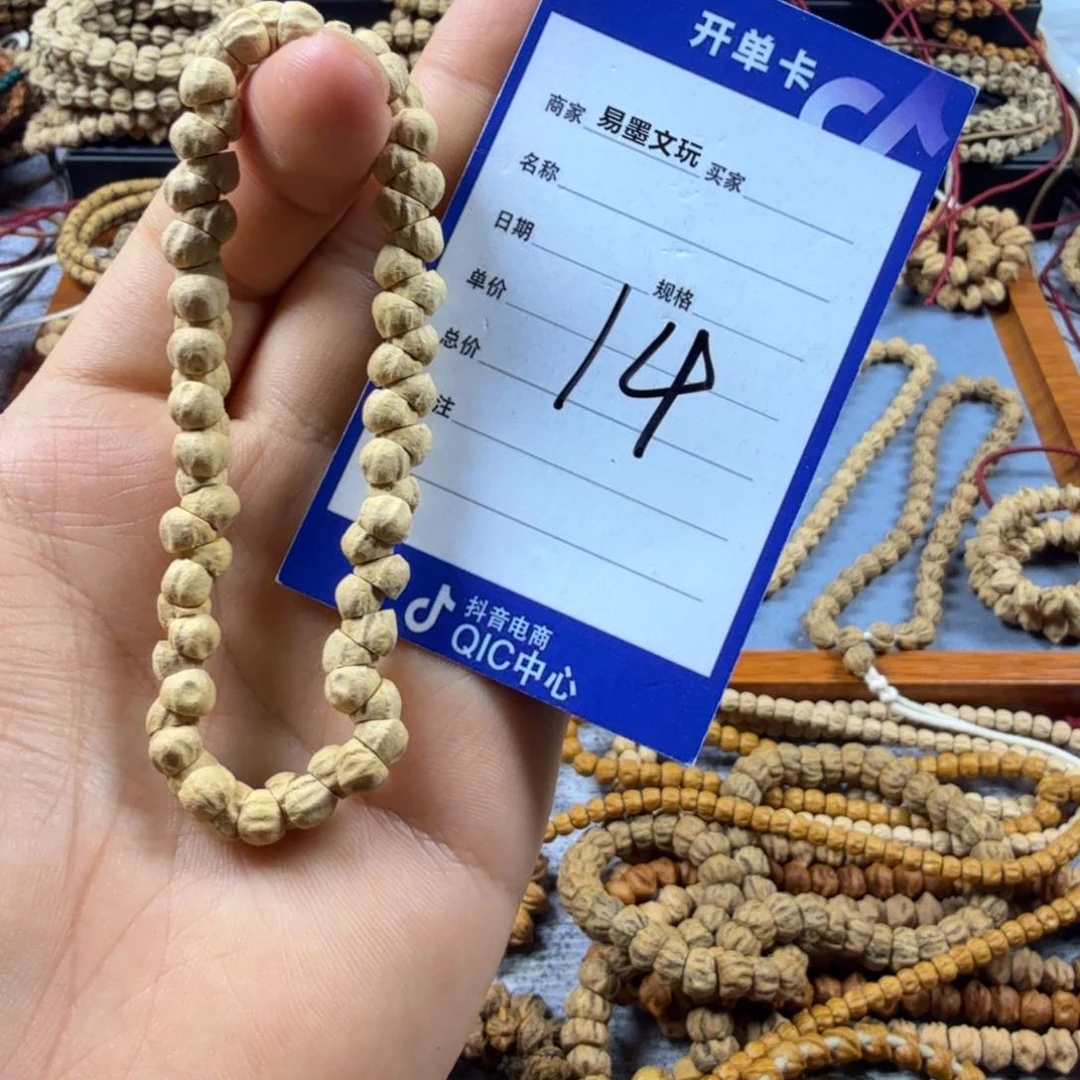 开单卡
商家 易墨文玩 买家
名称
日期
单价 规格
总价
注
14
抖音电商
QIC中心